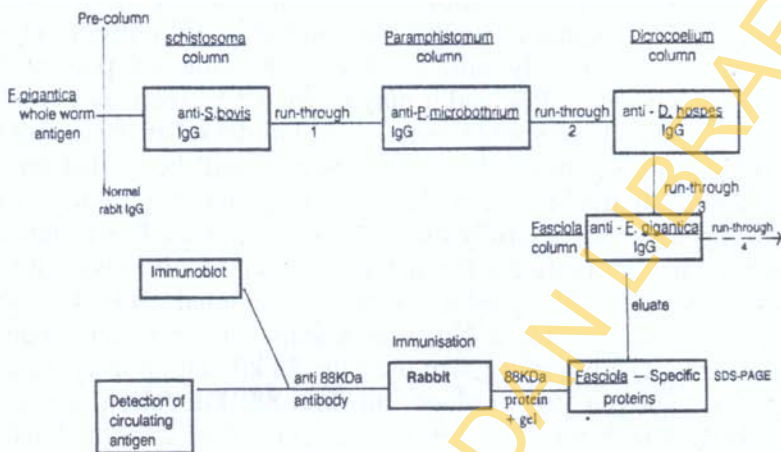 Pre-column
schistosoma
column
Paramphistomum
column
Dicrocoelium
column
F.gigantica
whole worm
antigen
anti-S.bovis
IgG
run-through
1
anti-P.microbothrium
IgG
run-through
2
anti - D. hospes
IgG
Normal
rabit IgG
run-through
3
Fasciola
column
anti - F. gigantica
IgG
run-through
4
eluate
Immunoblot
Immunisation
Detection of
circulating
antigen
anti 88KDa
antibody
Rabbit
88KDa
protein
+ gel
Fasciola — Specific
proteins
SDS-PAGE
DAN LIBRAR